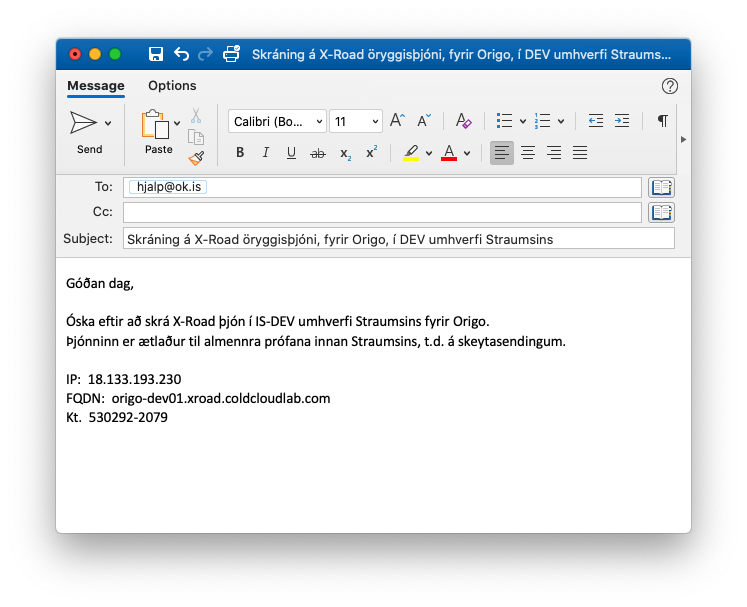 Skráning á X-Road öryggisþjóni, fyrir Origo, í DEV umhverfi Straums...
Message Options
Send
Paste
Calibri (Bo... 11
B I U ab x2 x2 A
To: hjalp@ok.is
Cc:
Subject: Skráning á X-Road öryggisþjóni, fyrir Origo, í DEV umhverfi Straumsins
Góðan dag,
Óska eftir að skrá X-Road þjón í IS-DEV umhverfi Straumsins fyrir Origo.
Þjónninn er ætlaður til almennra prófana innan Straumsins, t.d. á skeytasendingum.
IP: 18.133.193.230
FQDN: origo-dev01.xroad.coldcloudlab.com
Kt. 530292-2079